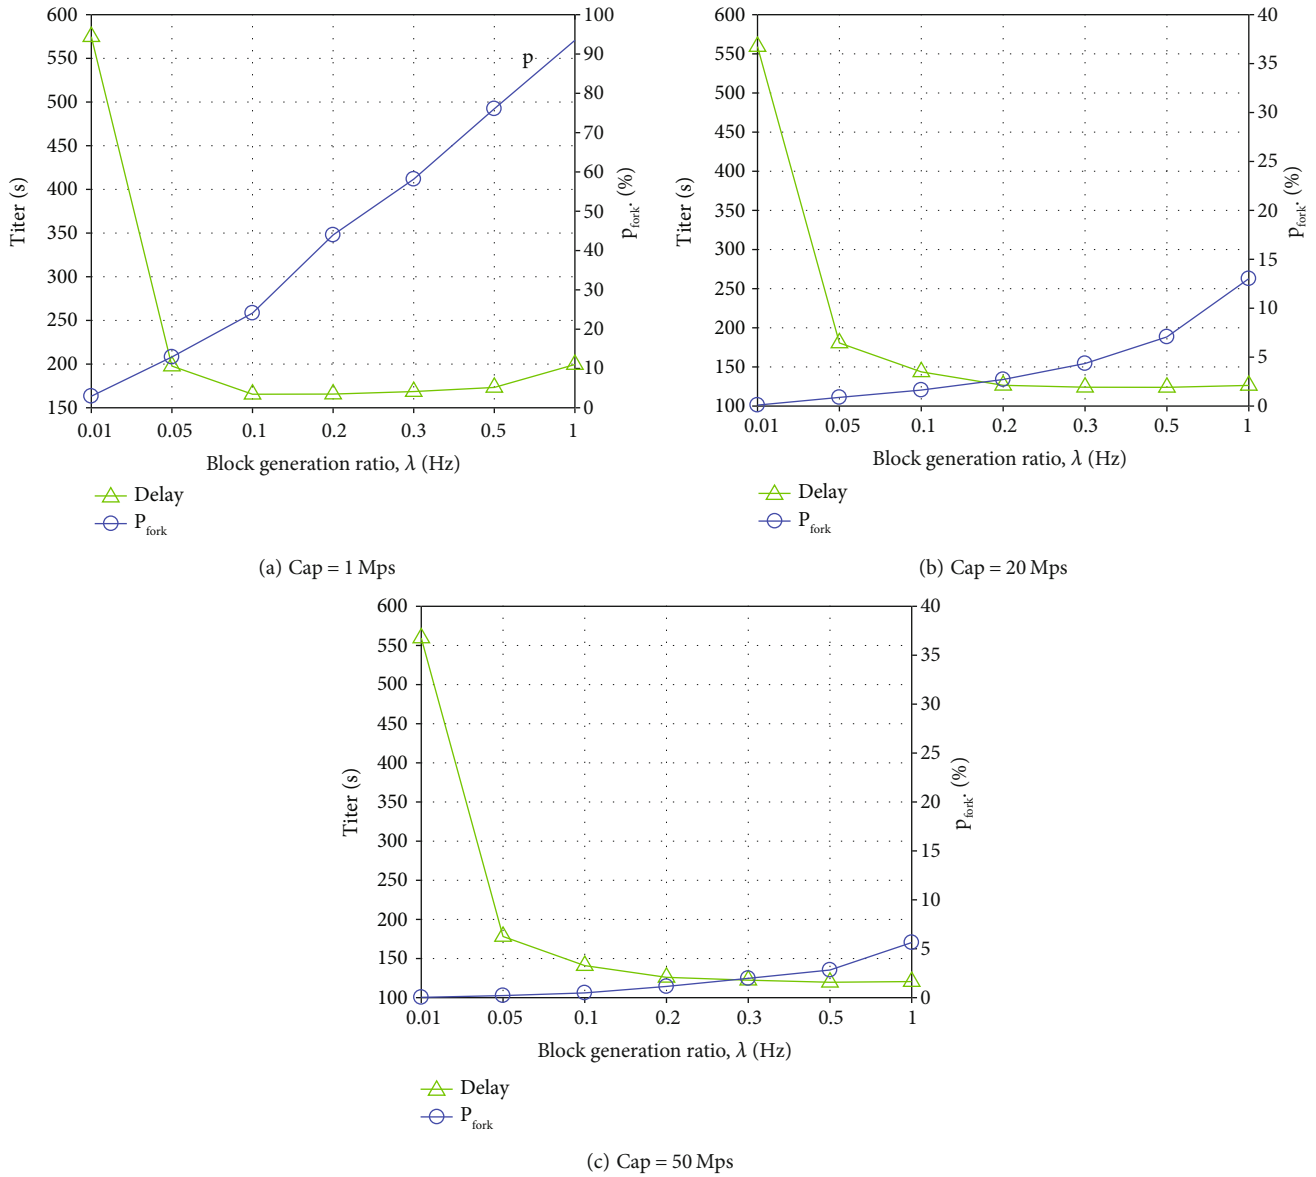 600
550
500
450
400
350
300
250
200
150
Titer (s)
100
90
80
70
60
50
40
30
20
10
0
p_fork. (%)
p
0.01 0.05 0.1 0.2 0.3 0.5 1
Block generation ratio, λ (Hz)
Delay
P_fork
(a) Cap = 1 Mps
600
550
500
450
400
350
300
250
200
150
100
Titer (s)
40
35
30
25
20
15
10
5
0
p_fork. (%)
0.01 0.05 0.1 0.2 0.3 0.5 1
Block generation ratio, λ (Hz)
Delay
P_fork
(b) Cap = 20 Mps
600
550
500
450
400
350
300
250
200
150
100
Titer (s)
40
35
30
25
20
15
10
5
0
p_fork. (%)
0.01 0.05 0.1 0.2 0.3 0.5 1
Block generation ratio, λ (Hz)
Delay
P_fork
(c) Cap = 50 Mps